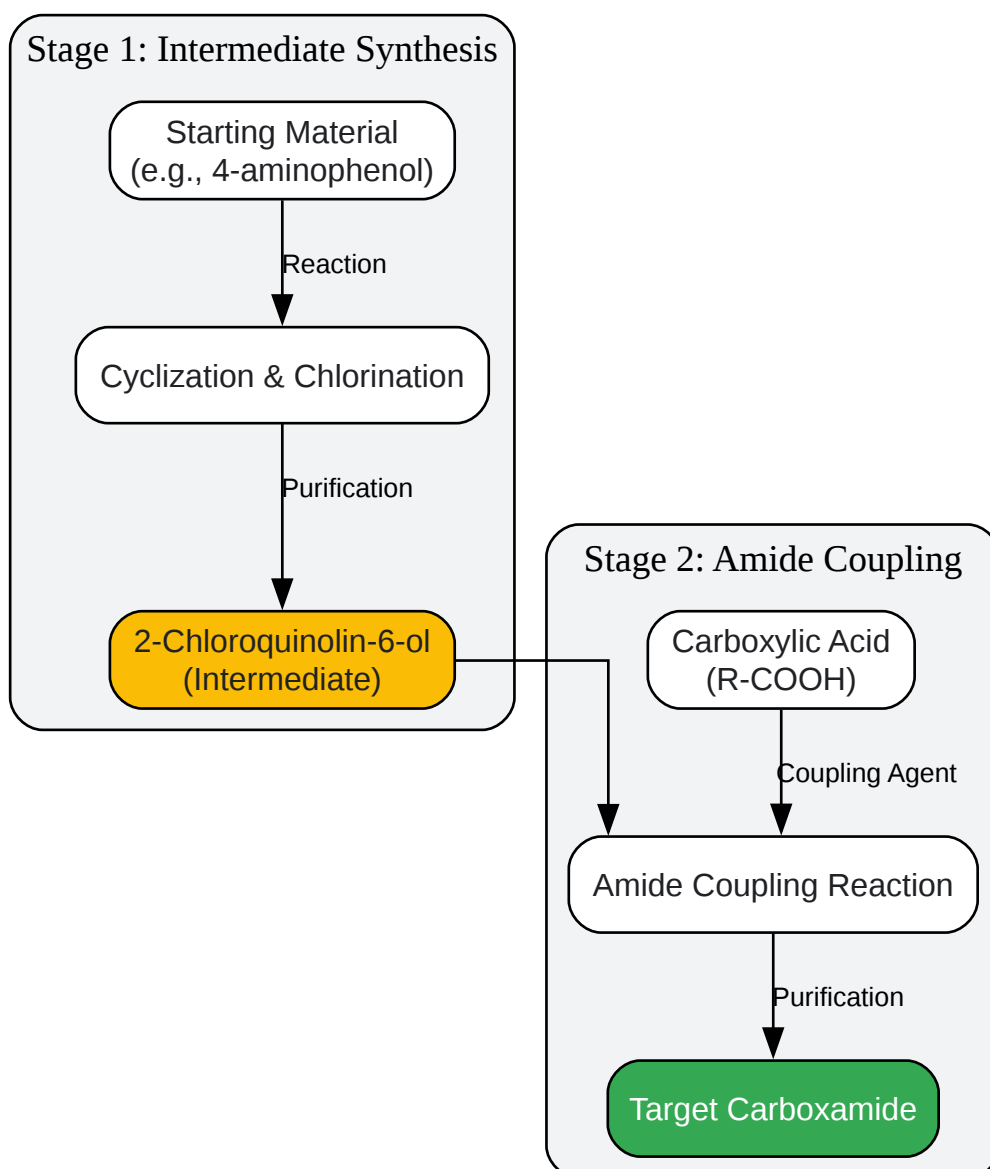 Stage 1: Intermediate Synthesis
Starting Material
(e.g., 4-aminophenol)
Reaction
Cyclization & Chlorination
Purification
2-Chloroquinolin-6-ol
(Intermediate)
Stage 2: Amide Coupling
Carboxylic Acid
(R-COOH)
Coupling Agent
Amide Coupling Reaction
Purification
Target Carboxamide